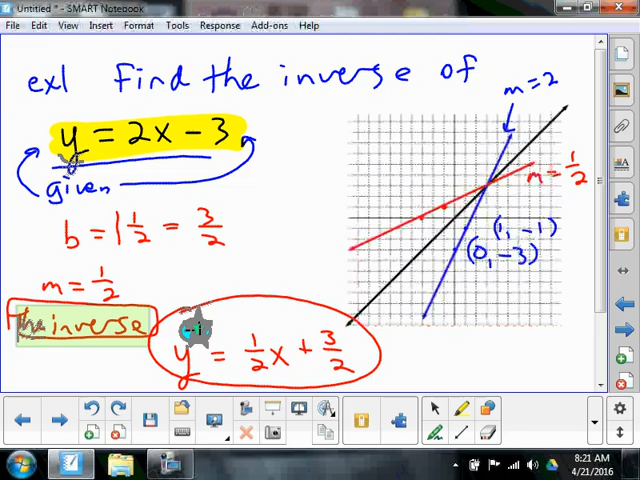 Untitled * - SMART Notebook
File Edit View Insert Format Tools Response Add-ons Help
ex1 Find the inverse of
m=2
y = 2x - 3
given
m=1/2
b = 1 1/2 = 3/2
(1, -1)
(0, -3)
m = 1/2
The inverse
y = 1/2 x + 3/2
8:21 AM
4/21/2016